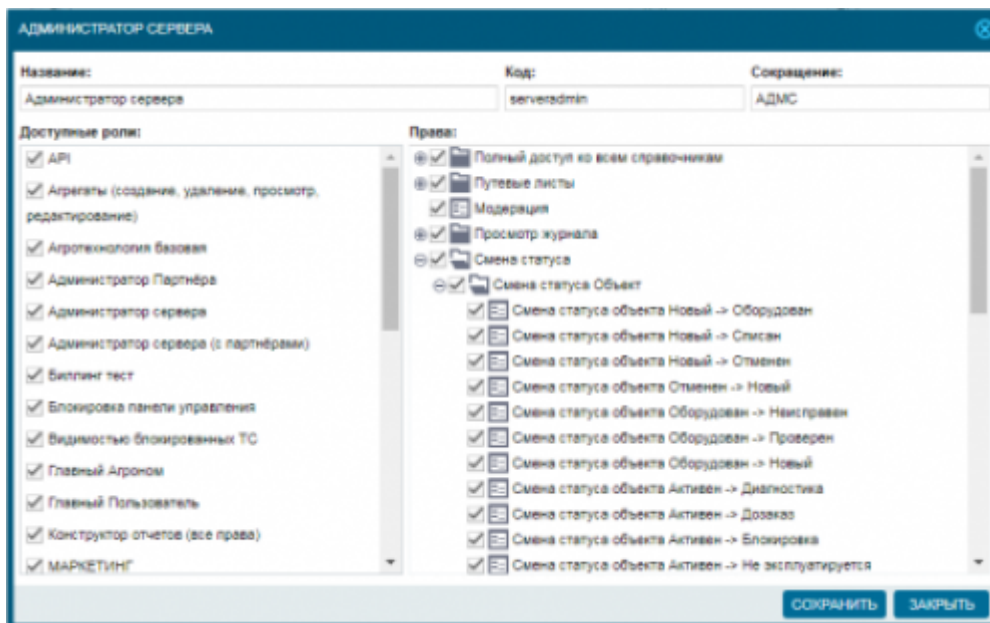 АДМИНИСТРАТОР СЕРВЕРА
Название:
Код:
Сокращение:
Администратор сервера
serveradmin
АДМС
Доступные роли:
API
Агрегаты (создание, удаление, просмотр,
редактирование)
Агротехнология базовая
Администратор Партнёра
Администратор сервера
Администратор сервера (с партнёрами)
Биллинг тест
Блокировка панели управления
Видимостью блокированных ТС
Главный Агроном
Главный Пользователь
Конструктор отчетов (все права)
МАРКЕТИНГ
Права:
Полный доступ ко всем справочникам
Путевые листы
Модерация
Просмотр журнала
Смена статуса
Смена статуса Объект
Смена статуса объекта Новый -> Оборудован
Смена статуса объекта Новый -> Списан
Смена статуса объекта Новый -> Отменен
Смена статуса объекта Отменен -> Новый
Смена статуса объекта Оборудован -> Неисправен
Смена статуса объекта Оборудован -> Проверен
Смена статуса объекта Оборудован -> Новый
Смена статуса объекта Активен -> Диагностика
Смена статуса объекта Активен -> Дозаказ
Смена статуса объекта Активен -> Блокировка
Смена статуса объекта Активен -> Не эксплуатируется
СОХРАНИТЬ
ЗАКРЫТЬ